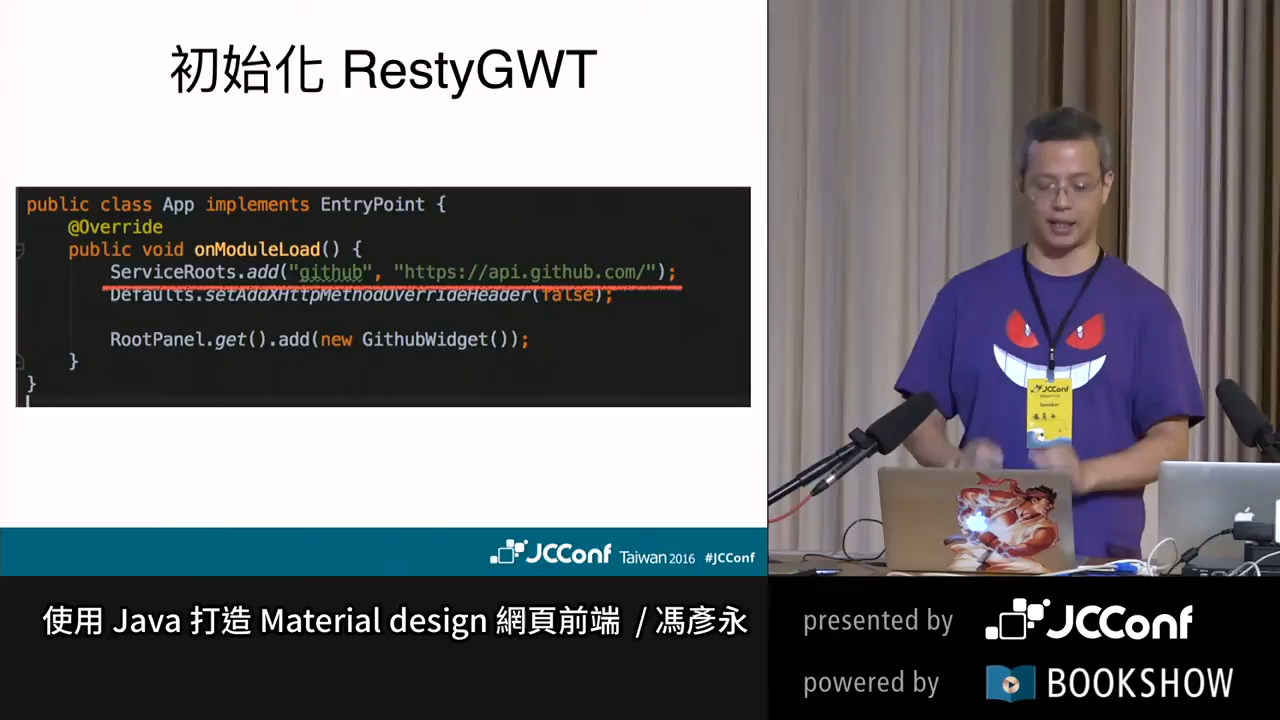 初始化 RestyGWT
public class App implements EntryPoint {
@Override
public void onModuleLoad() {
ServiceRoots.add("github", "https://api.github.com/");
Defaults.setAddXHttpMethodOverrideHeader(false);
RootPanel.get().add(new GithubWidget());
}
}
JCConf Taiwan 2016 #JCConf
使用 Java 打造 Material design 網頁前端 / 馮彥永
JCConf
presented by JCConf
powered by BOOKSHOW